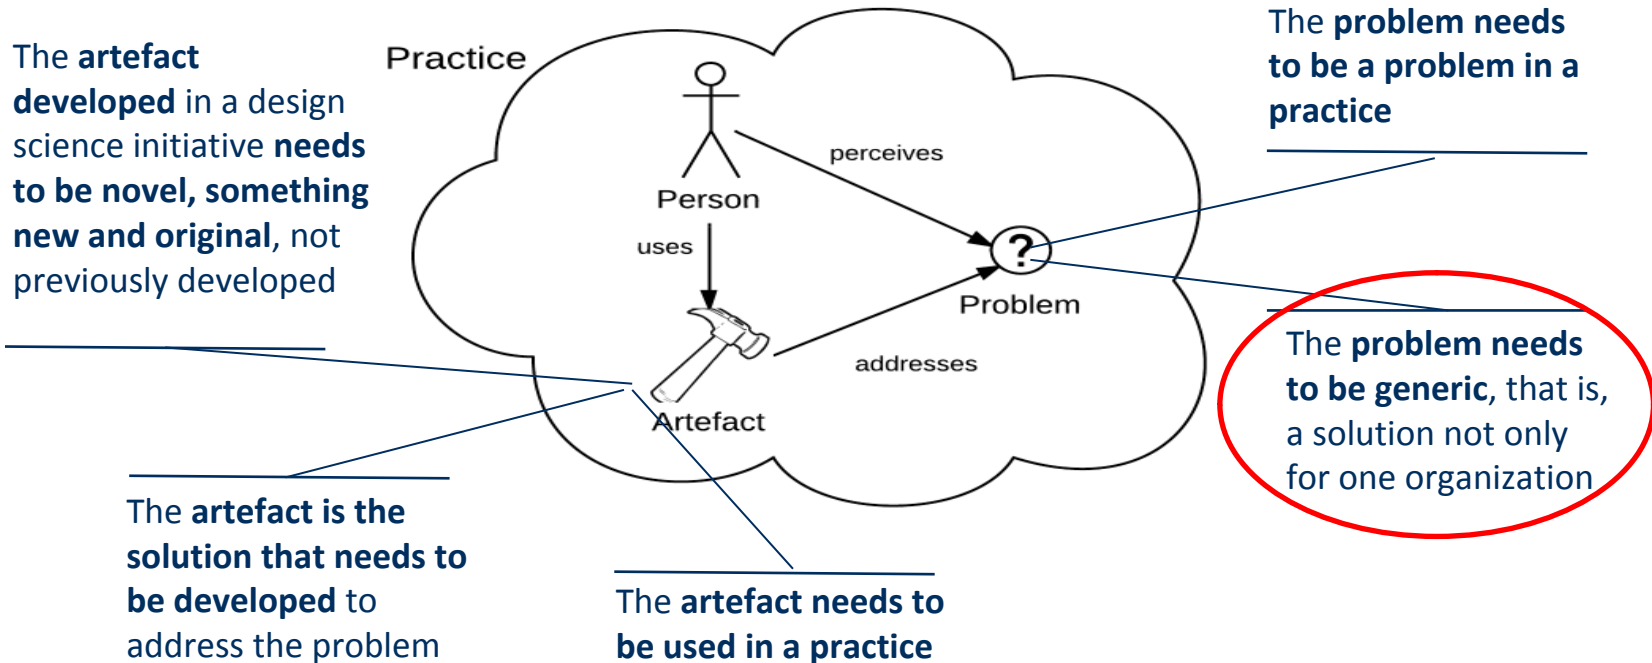 The artefact
developed in a design
science initiative needs
to be novel, something
new and original, not
previously developed
Practice
Person
perceives
uses
?
Problem
addresses
Artefact
The problem needs
to be a problem in a
practice
The problem needs
to be generic, that is,
a solution not only
for one organization
The artefact is the
solution that needs to
be developed to
address the problem
The artefact needs to
be used in a practice